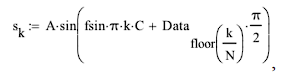 s_k := A·sin(fsin·π·k·C + Data_floor(k/N)·π/2) ,